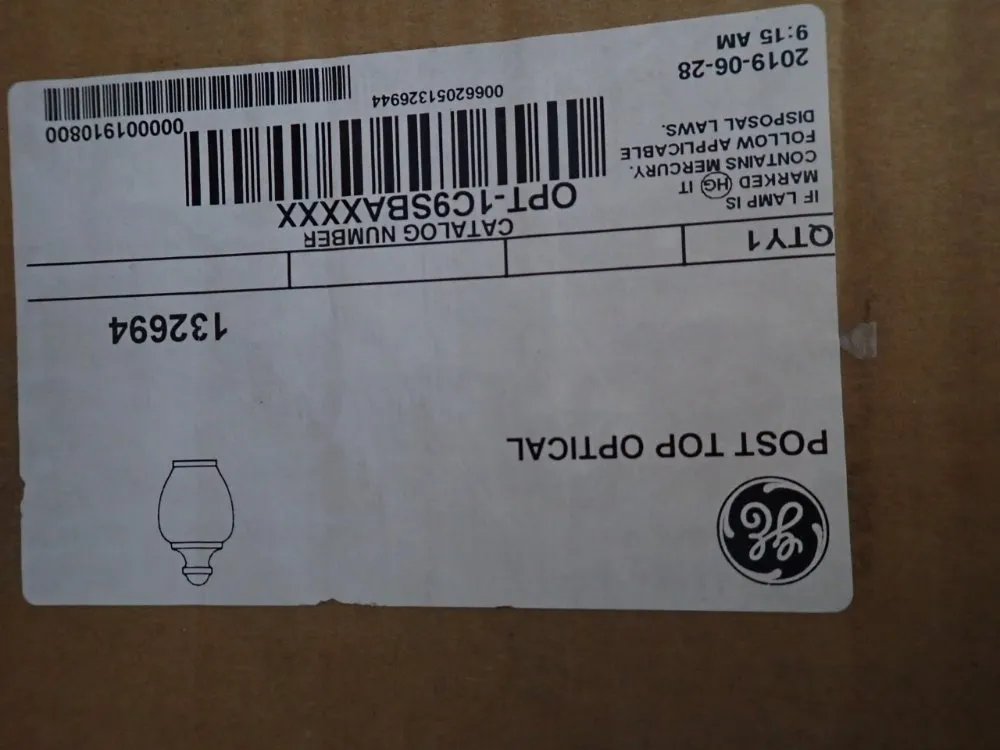 GE
POST TOP OPTICAL
132694
QTY1
CATALOG NUMBER
OPT-1C9SBAXXXX
IF LAMP IS
MARKED HG IT
CONTAINS MERCURY.
FOLLOW APPLICABLE
DISPOSAL LAWS.
00662051326944
000001910800
2019-06-28
9:15 AM